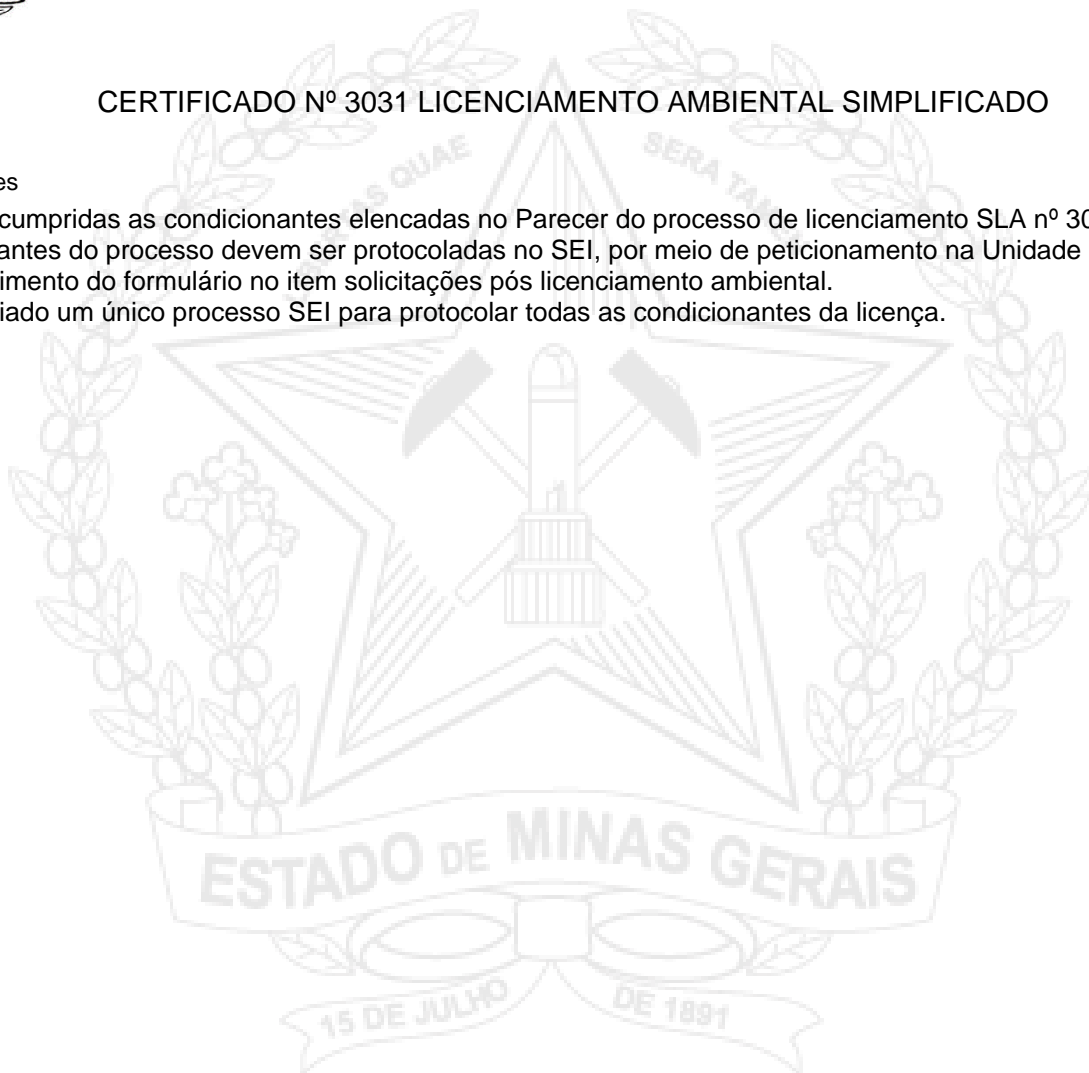 CERTIFICADO Nº 3031 LICENCIAMENTO AMBIENTAL SIMPLIFICADO
es
cumpridas as condicionantes elencadas no Parecer do processo de licenciamento SLA nº 30
antes do processo devem ser protocoladas no SEI, por meio de peticionamento na Unidade
imento do formulário no item solicitações pós licenciamento ambiental.
iado um único processo SEI para protocolar todas as condicionantes da licença.
QUAE SERA TAMEN
ESTADO DE MINAS GERAIS
15 DE JULHO DE 1891